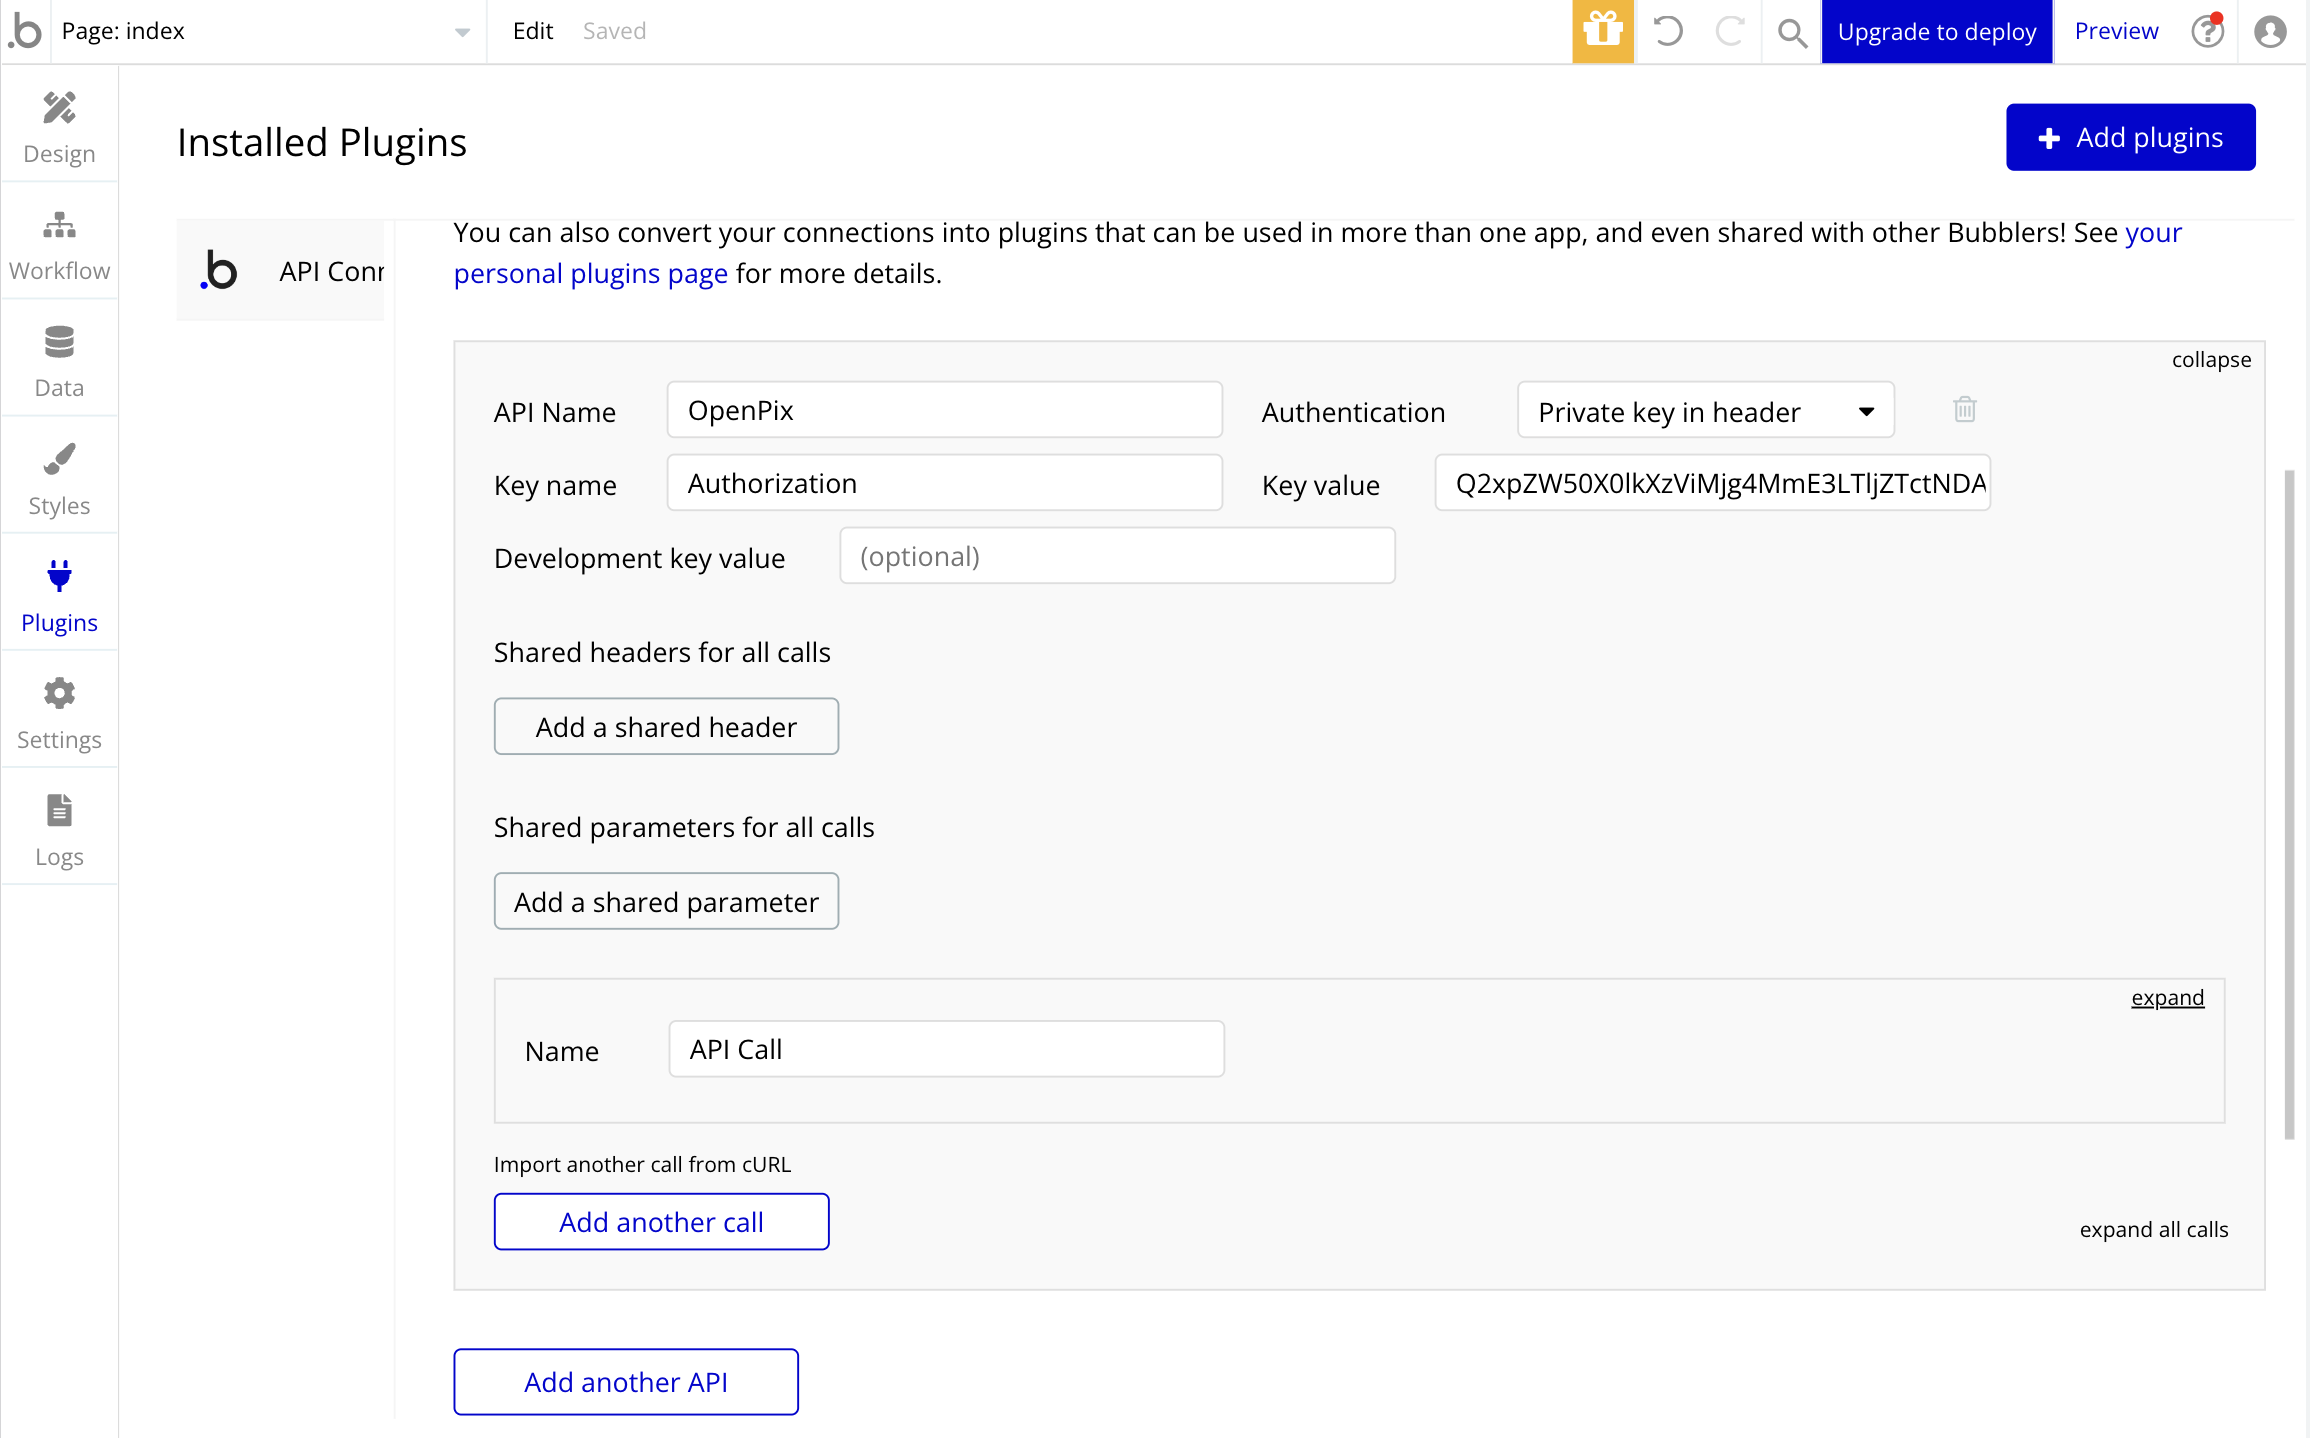 Page: index
Edit
Saved
Upgrade to deploy
Preview
Design
Workflow
Data
Styles
Plugins
Settings
Logs
Installed Plugins
Add plugins
API Conr
You can also convert your connections into plugins that can be used in more than one app, and even shared with other Bubblers! See your
personal plugins page for more details.
collapse
API Name
OpenPix
Authentication
Private key in header
Key name
Authorization
Key value
Q2xpZW50X0lkXzViMjg4MmE3LTljZTctNDA
Development key value
(optional)
Shared headers for all calls
Add a shared header
Shared parameters for all calls
Add a shared parameter
expand
Name
API Call
Import another call from cURL
Add another call
expand all calls
Add another API